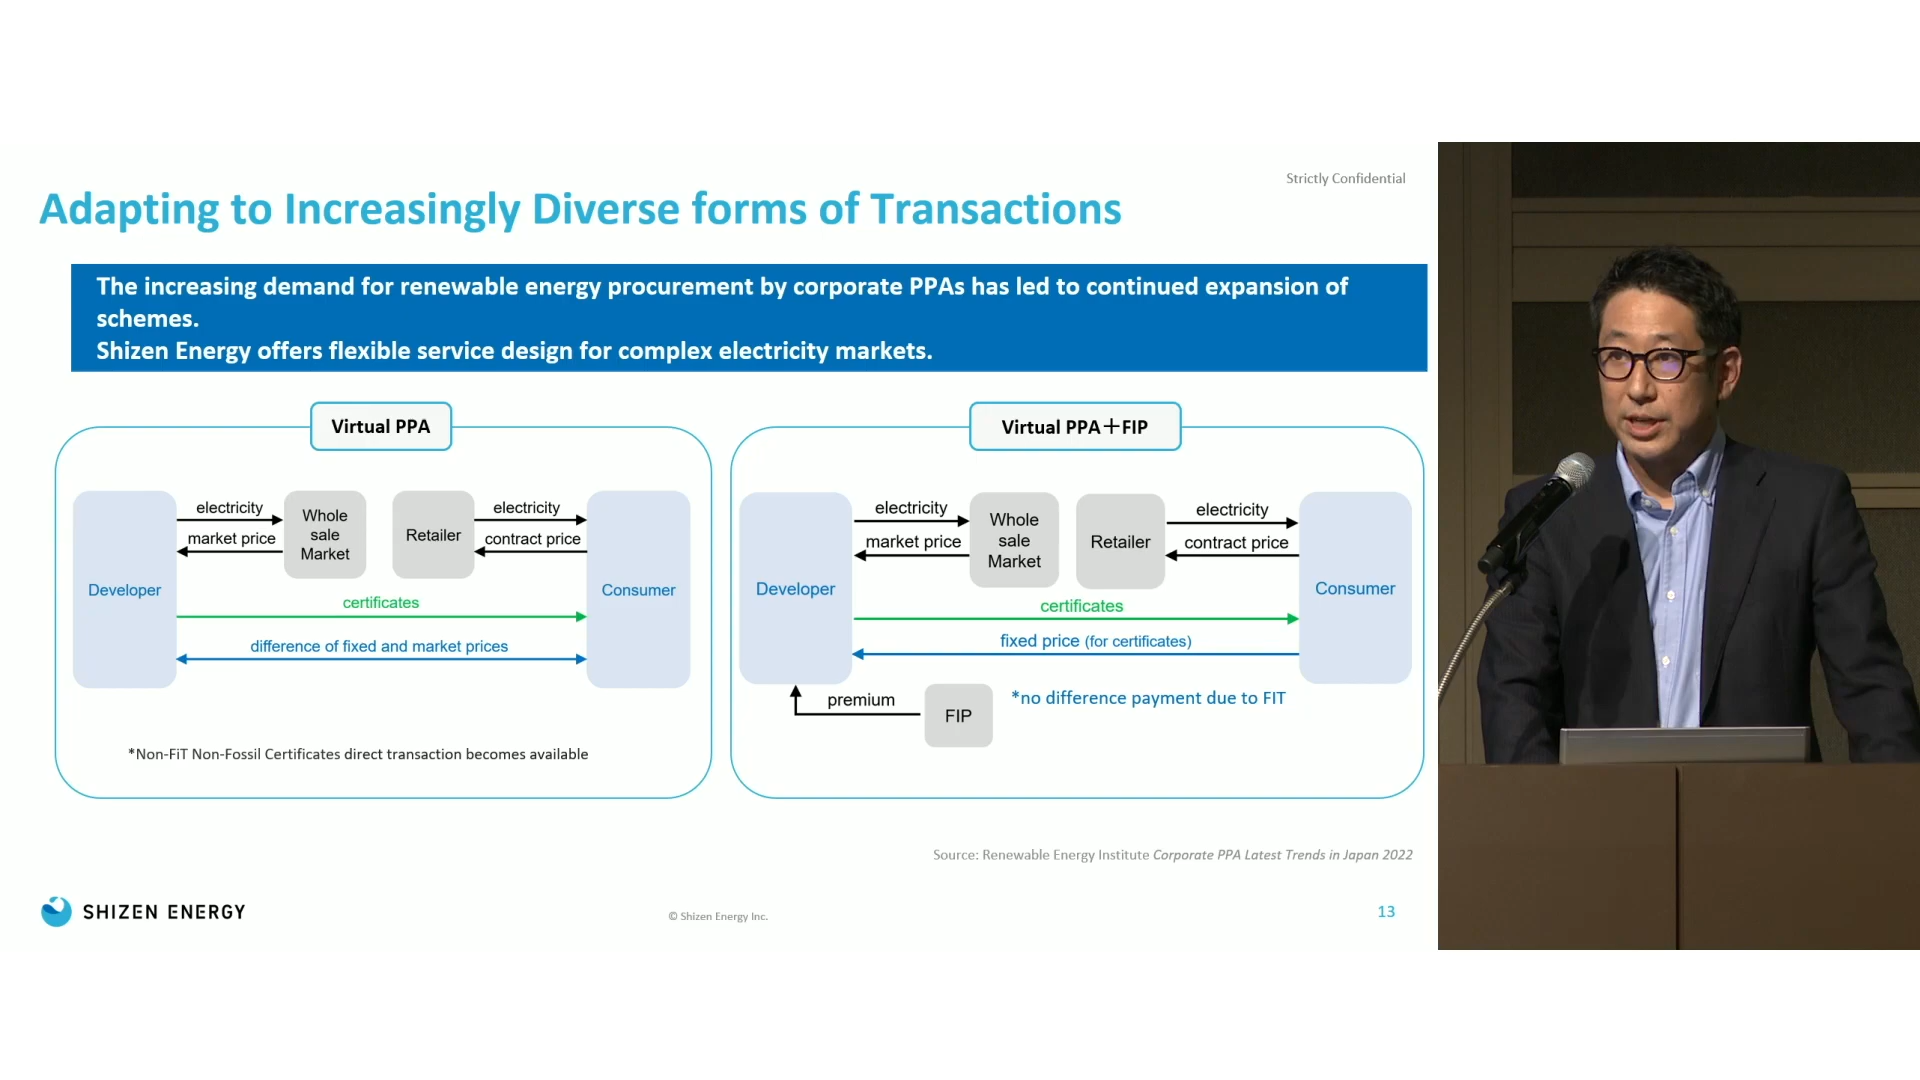 Strictly Confidential
Adapting to Increasingly Diverse forms of Transactions
The increasing demand for renewable energy procurement by corporate PPAs has led to continued expansion of
schemes.
Shizen Energy offers flexible service design for complex electricity markets.
Virtual PPA
electricity
market price
Whole
sale
Market
Retailer
electricity
contract price
Developer
Consumer
certificates
difference of fixed and market prices
*Non-FiT Non-Fossil Certificates direct transaction becomes available
Virtual PPA＋FIP
electricity
market price
Whole
sale
Market
Retailer
electricity
contract price
Developer
Consumer
certificates
fixed price (for certificates)
premium
FIP
*no difference payment due to FIT
Source: Renewable Energy Institute Corporate PPA Latest Trends in Japan 2022
SHIZEN ENERGY
© Shizen Energy Inc.
13